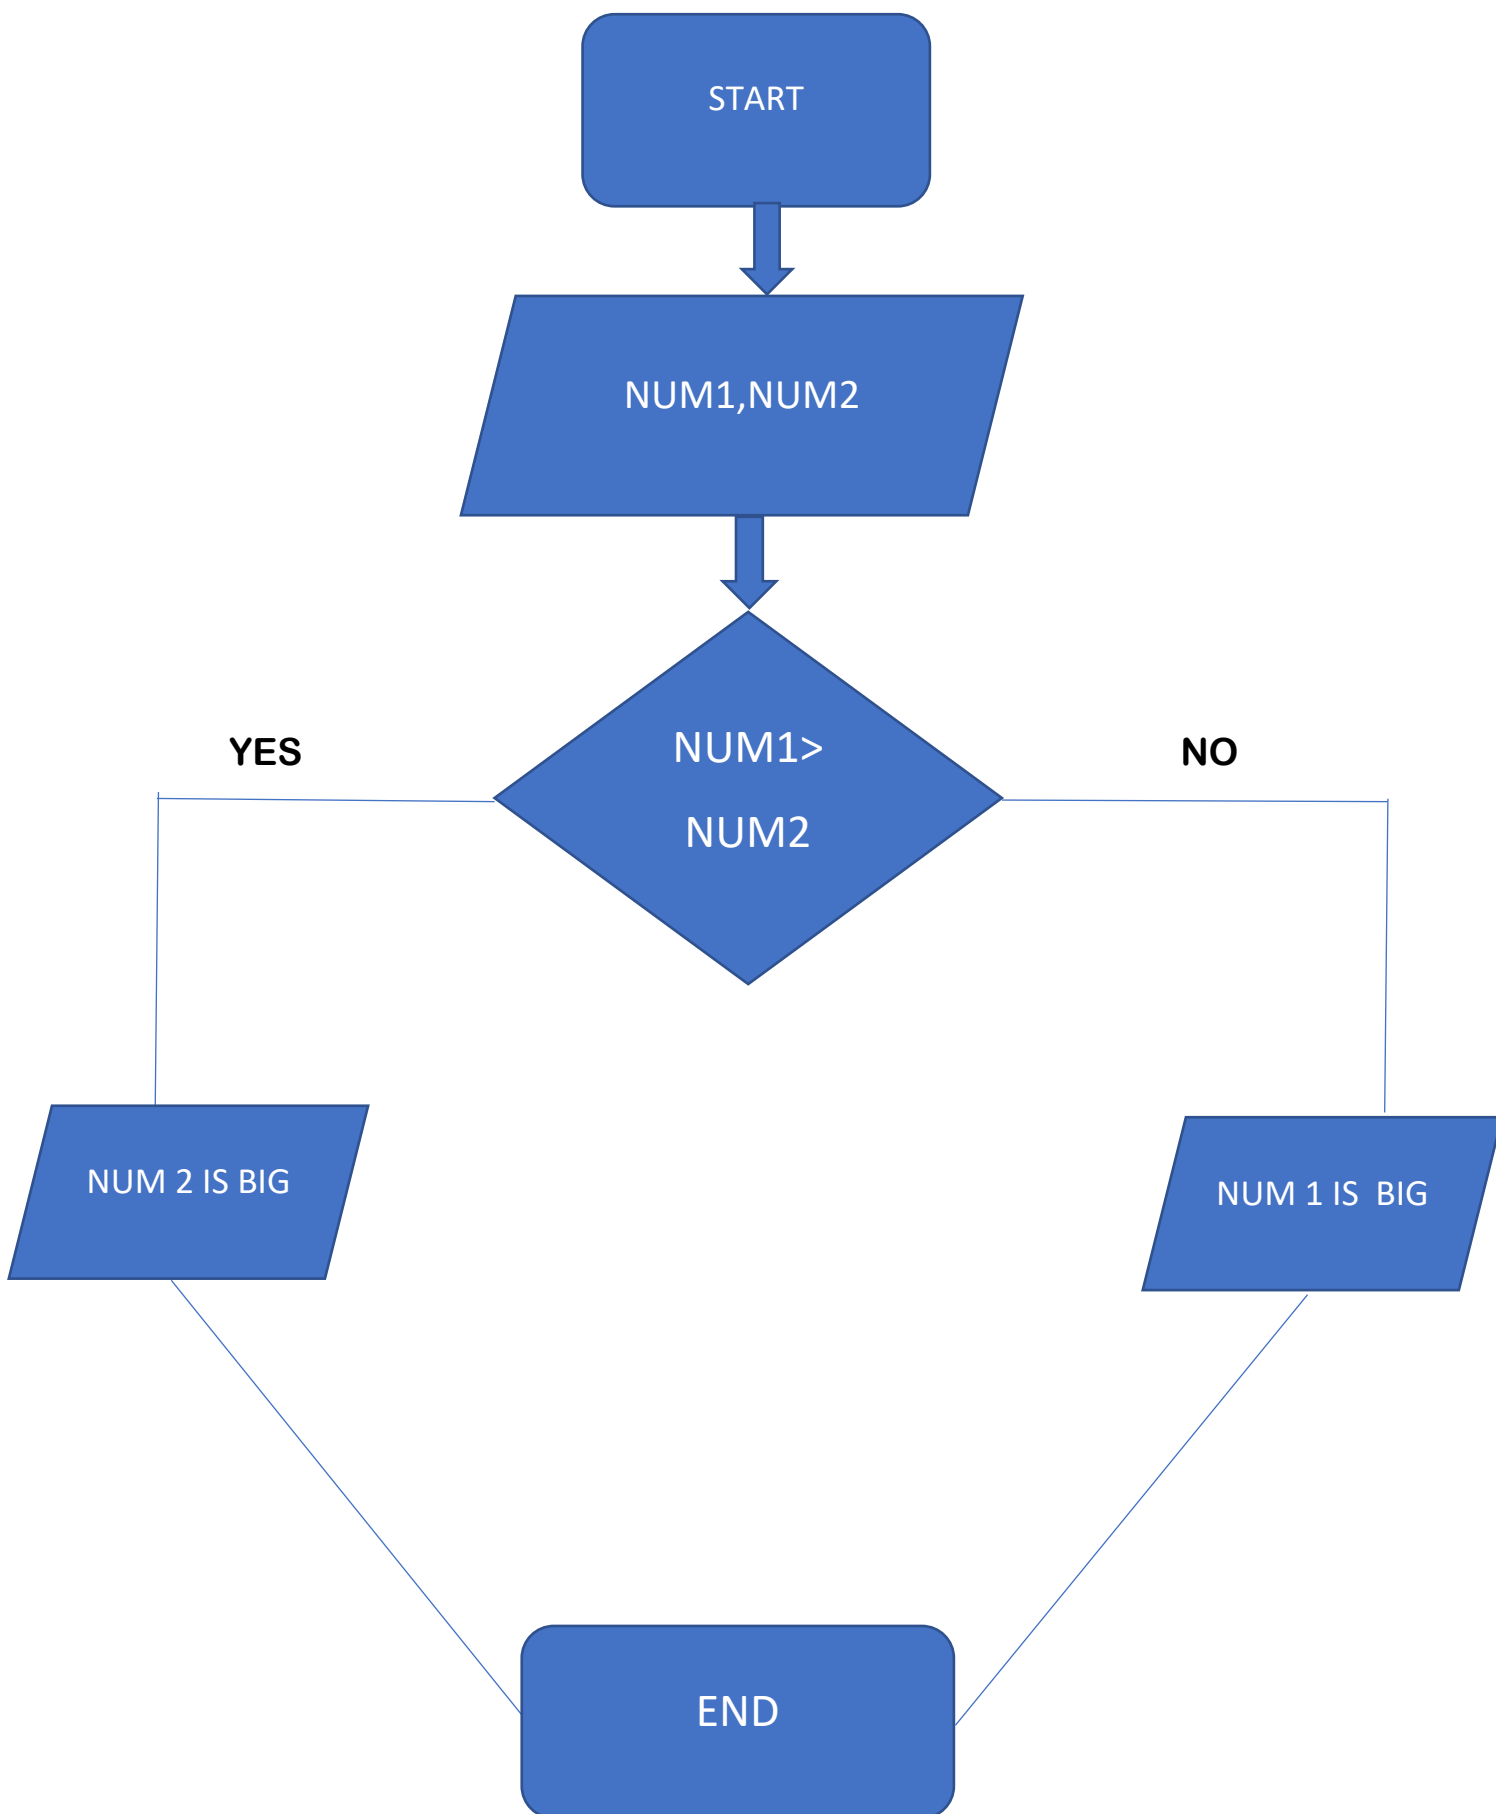 START
NUM1,NUM2
NUM1>
NUM2
YES
NO
NUM 2 IS BIG
NUM 1 IS  BIG
END